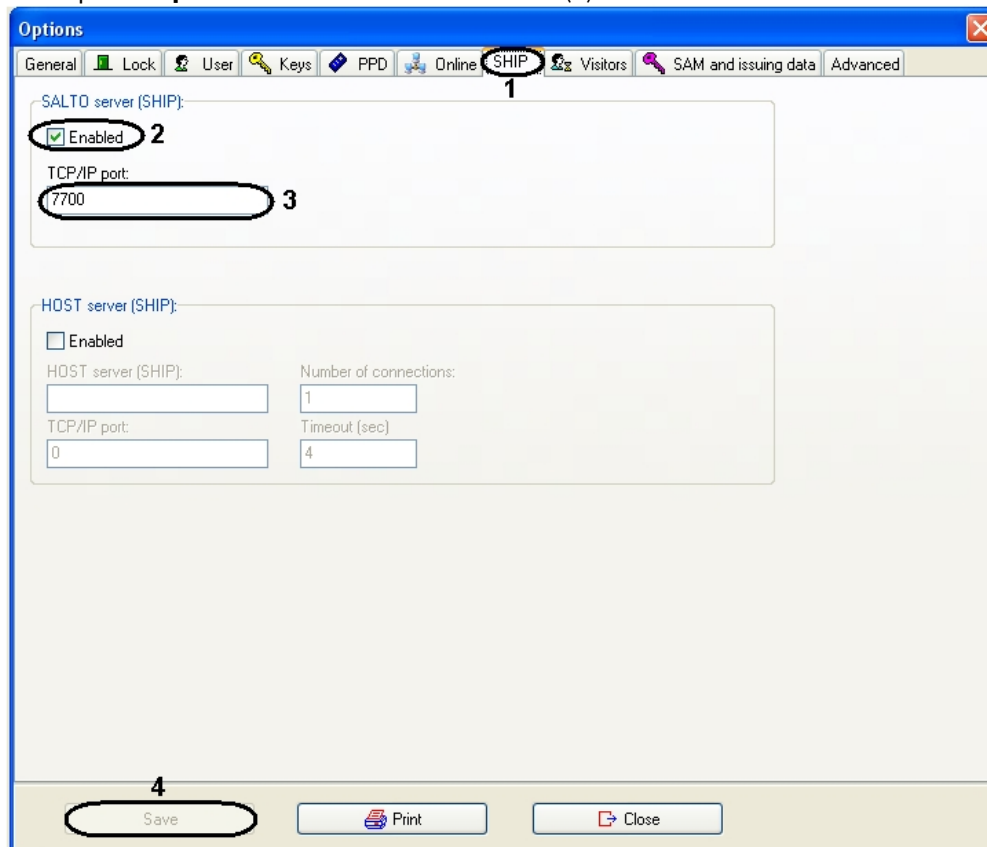 Options
General Lock User Keys PPD Online SHIP Visitors SAM and issuing data Advanced
1
SALTO server (SHIP):
Enabled 2
TCP/IP port:
7700 3
HOST server (SHIP):
Enabled
HOST server (SHIP): Number of connections:
1
TCP/IP port: Timeout (sec)
0 4
4
Save Print Close